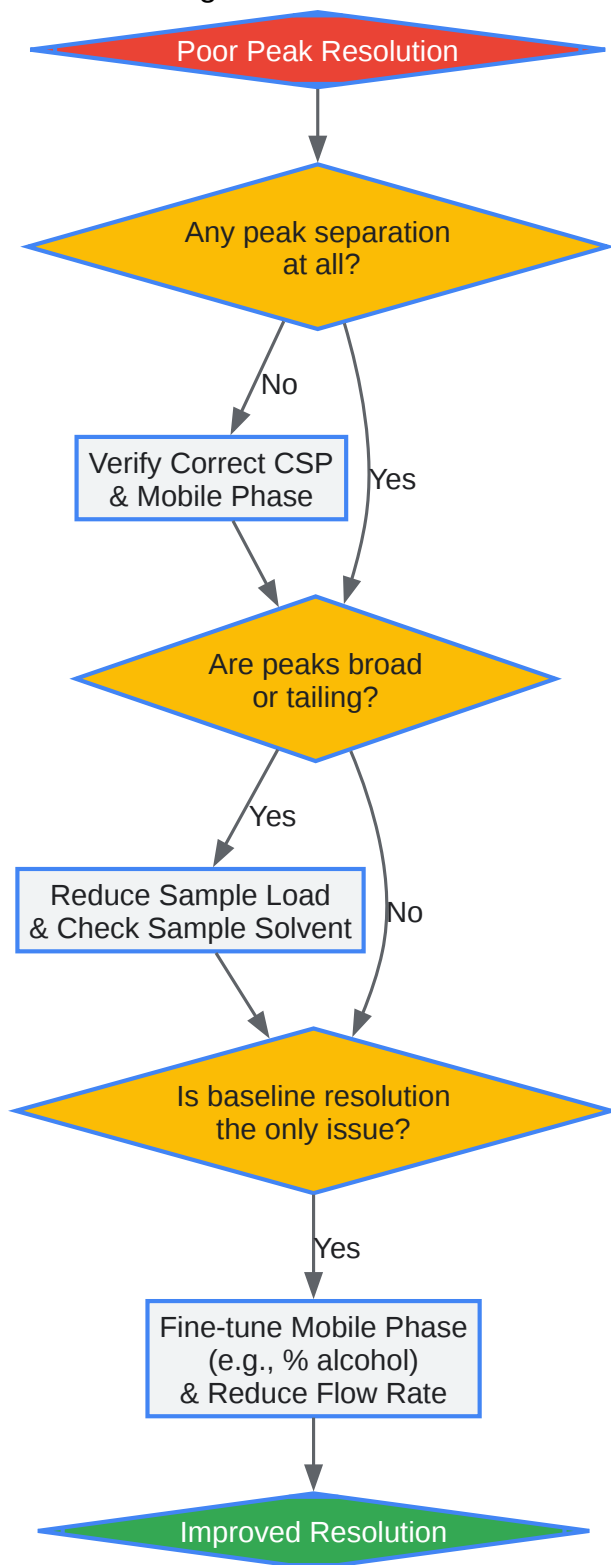 Poor Peak Resolution
Any peak separation
at all?
No
Yes
Verify Correct CSP
& Mobile Phase
Are peaks broad
or tailing?
Yes
No
Reduce Sample Load
& Check Sample Solvent
Is baseline resolution
the only issue?
Yes
Fine-tune Mobile Phase
(e.g., % alcohol)
& Reduce Flow Rate
Improved Resolution